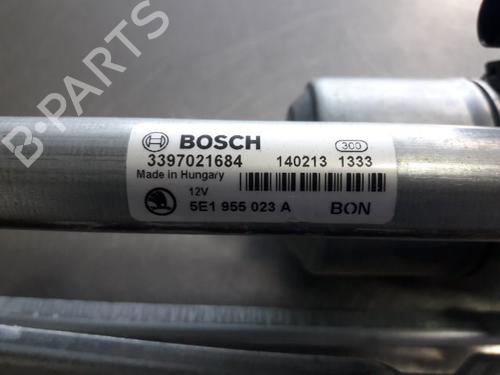 BOSCH
300
3397021684 140213 1333
Made in Hungary
12V
5E1 955 023 A BON
B-PARTS